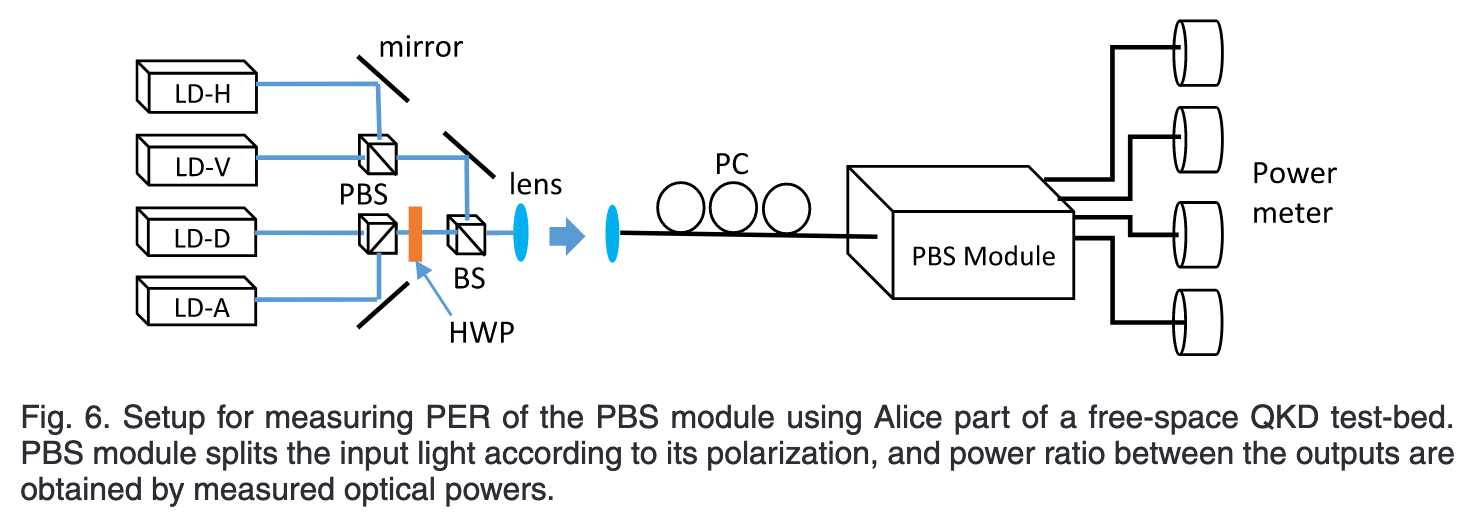 mirror
LD-H
LD-V
PBS
LD-D
LD-A
HWP
BS
lens
PC
PBS Module
Power
meter
Fig. 6. Setup for measuring PER of the PBS module using Alice part of a free-space QKD test-bed.
PBS module splits the input light according to its polarization, and power ratio between the outputs are
obtained by measured optical powers.